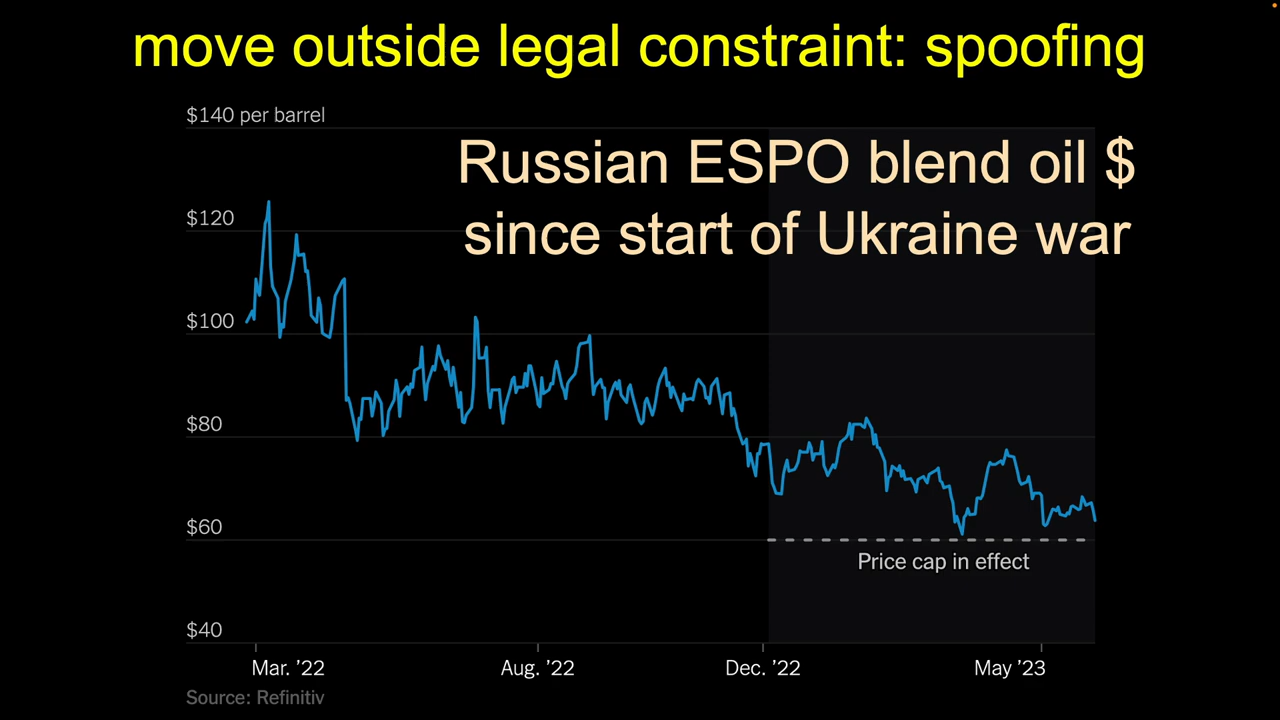 move outside legal constraint: spoofing
$140 per barrel
Russian ESPO blend oil $
since start of Ukraine war
$120
$100
$80
$60
Price cap in effect
$40
Mar. ’22 Aug. ’22 Dec. ’22 May ’23
Source: Refinitiv